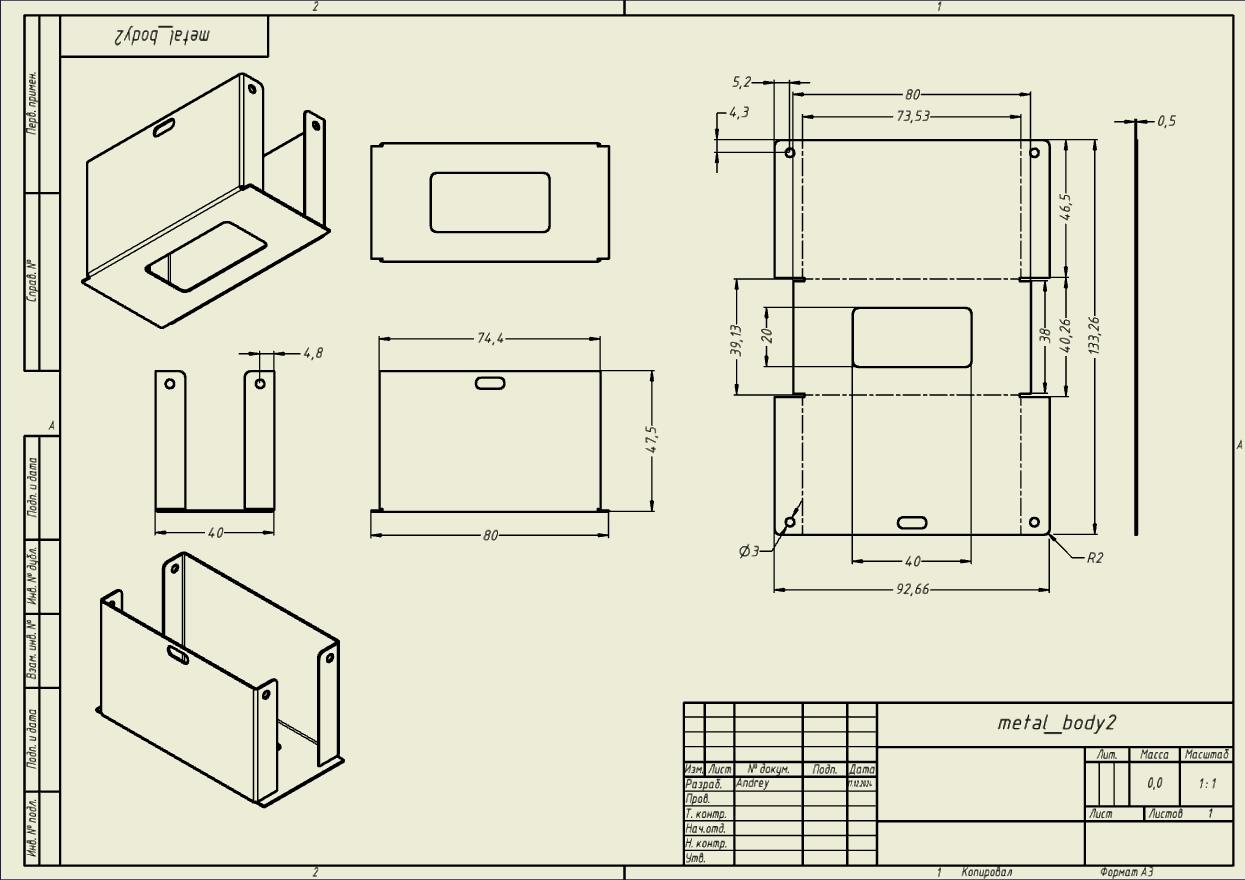 2
1
metal_body2
Перв. примен.
Справ. №
Подп. и дата
Инв. № дубл.
Взам. инв. №
Подп. и дата
Инв. № подл.
А
А
5,2
80
4,3
73,53
0,5
46,5
39,13
20
38
40,26
133,26
Ø3
40
R2
92,66
4,8
74,4
47,5
40
80
metal_body2
Изм. Лист № докум. Подп. Дата
Разраб. Andrey
Пров.
Т. контр.
Нач.отд.
Н. контр.
Утв.
Лит. Масса Масштаб
0,0 1:1
Лист Листов 1
2
1 Копировал Формат А3